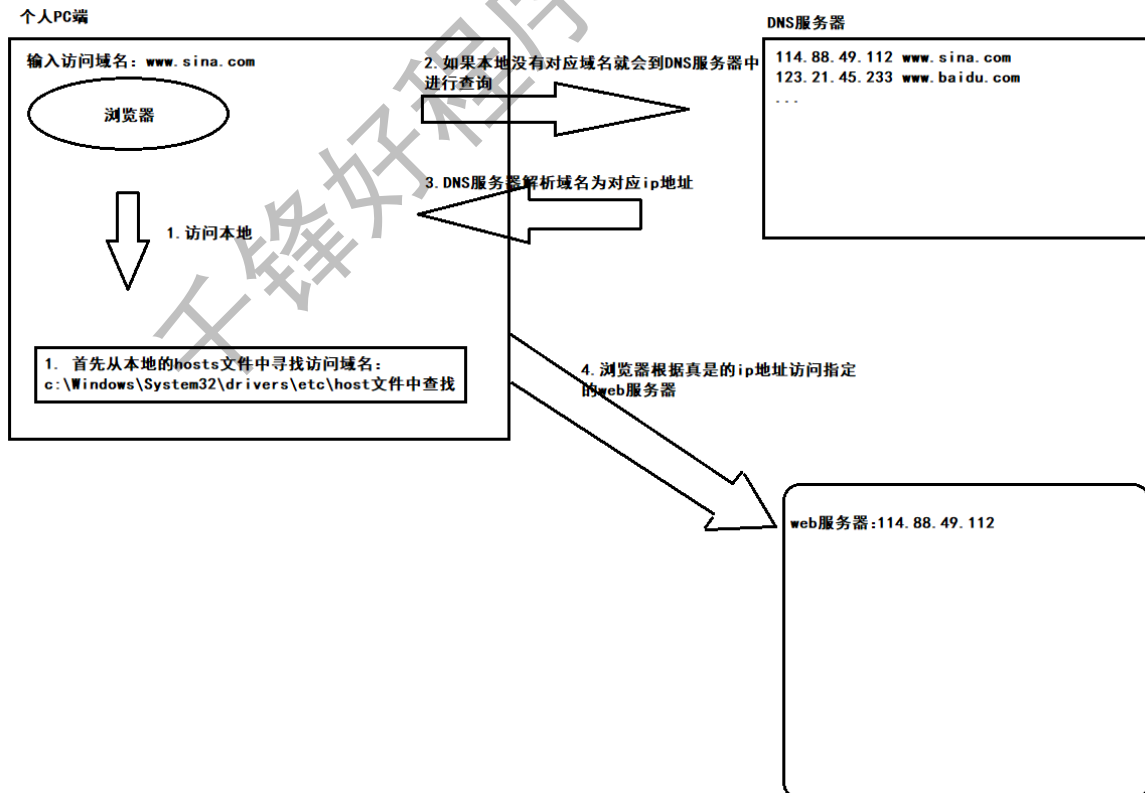 个人PC端
输入访问域名：www.sina.com
浏览器
1.访问本地
1. 首先从本地的hosts文件中寻找访问域名：
c:\Windows\System32\drivers\etc\host文件中查找
2.如果本地没有对应域名就会到DNS服务器中
进行查询
3.DNS服务器解析域名为对应ip地址
DNS服务器
114.88.49.112 www.sina.com
123.21.45.233 www.baidu.com
...
4.浏览器根据真是的ip地址访问指定
的web服务器
web服务器:114.88.49.112
千锋好程序